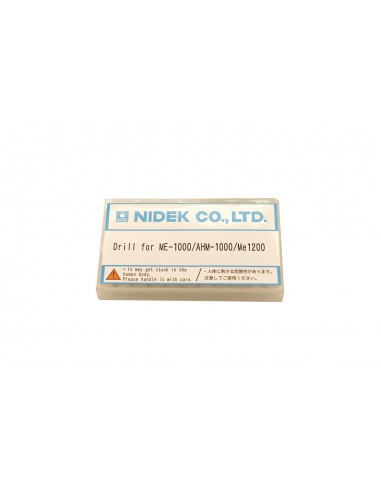 NIDEK CO.,LTD.
Drill for ME-1000/AHM-1000/Me1200
・It may get stuck in the
human body.
Please handle it with care.
・人体に刺さる危険性があります。
注意してご使用ください。